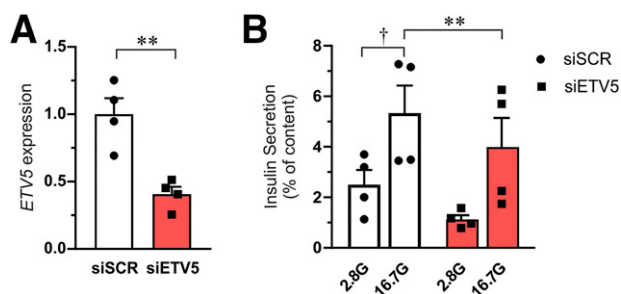 A
ETV5 expression
1.5
1.0
0.5
0.0
**
siSCR siETV5
B
Insulin Secretion
(% of content)
8
6
4
2
0
†
**
2.8G
16.7G
2.8G
16.7G
siSCR
siETV5